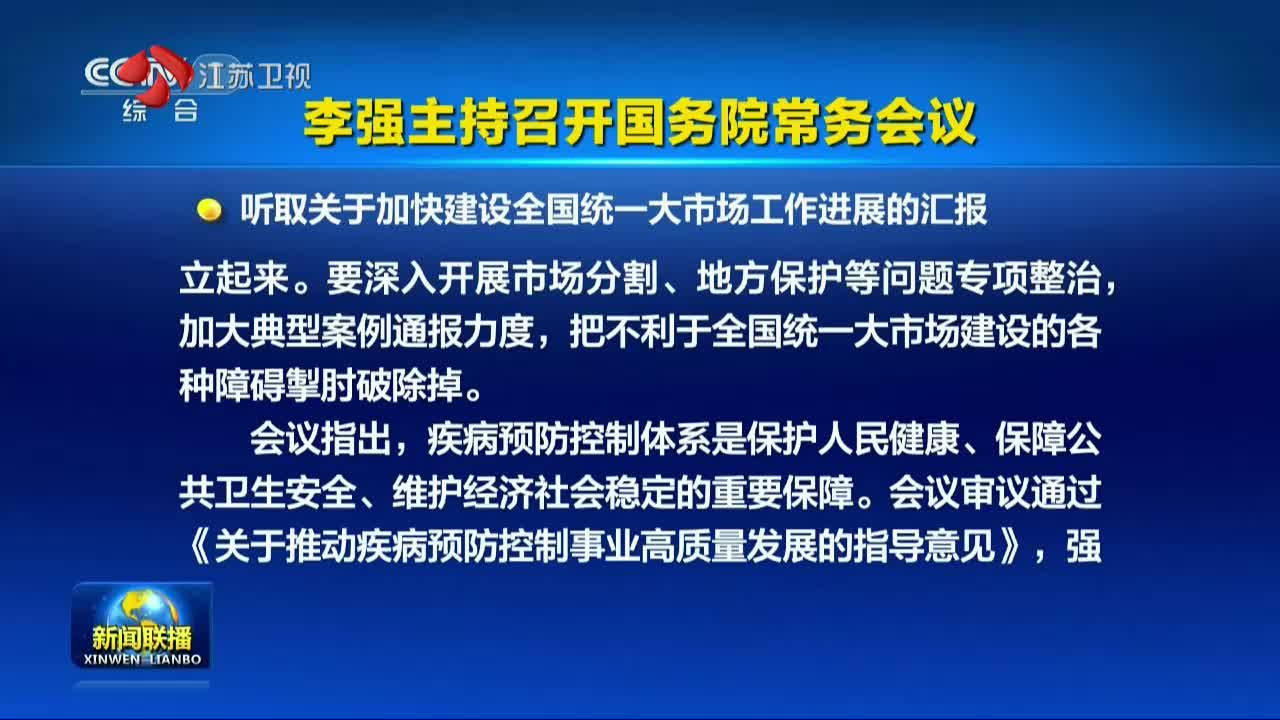 CCTV 江苏卫视
综合
李强主持召开国务院常务会议
听取关于加快建设全国统一大市场工作进展的汇报
立起来。要深入开展市场分割、地方保护等问题专项整治，
加大典型案例通报力度，把不利于全国统一大市场建设的各
种障碍掣肘破除掉。
会议指出，疾病预防控制体系是保护人民健康、保障公
共卫生安全、维护经济社会稳定的重要保障。会议审议通过
《关于推动疾病预防控制事业高质量发展的指导意见》，强
新闻联播
XINWEN LIANBO